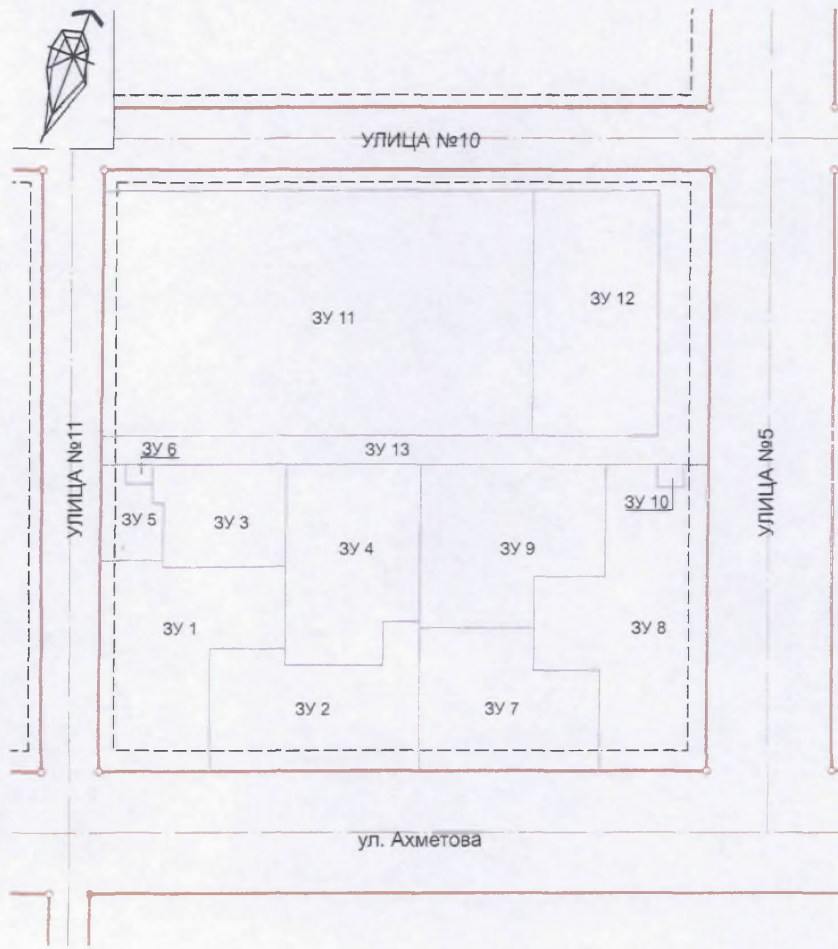 УЛИЦА №10
ЗУ 12
ЗУ 11
УЛИЦА №11
УЛИЦА №5
ЗУ 6
ЗУ 13
ЗУ 10
ЗУ 5
ЗУ 3
ЗУ 4
ЗУ 9
ЗУ 1
ЗУ 8
ЗУ 2
ЗУ 7
ул. Ахметова